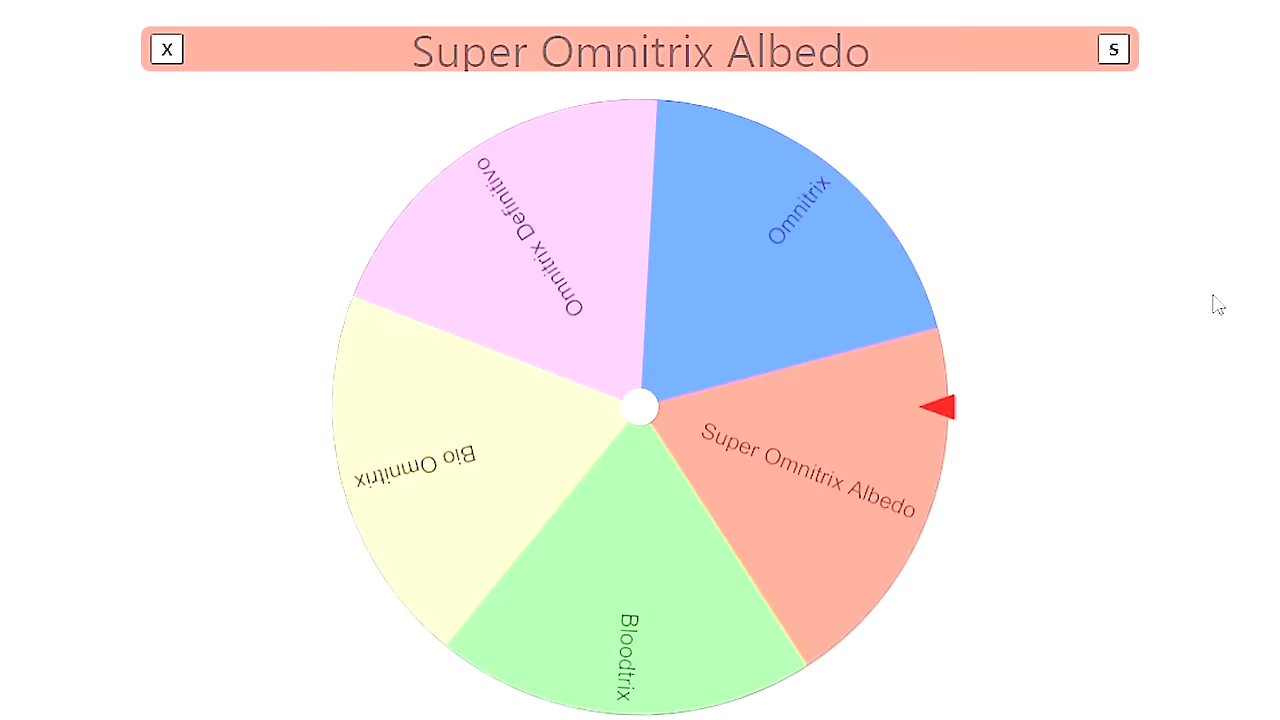 X
Super Omnitrix Albedo
S
Omnitrix Definitivo
Omnitrix
Super Omnitrix Albedo
Bio Omnitrix
Bloodtrix